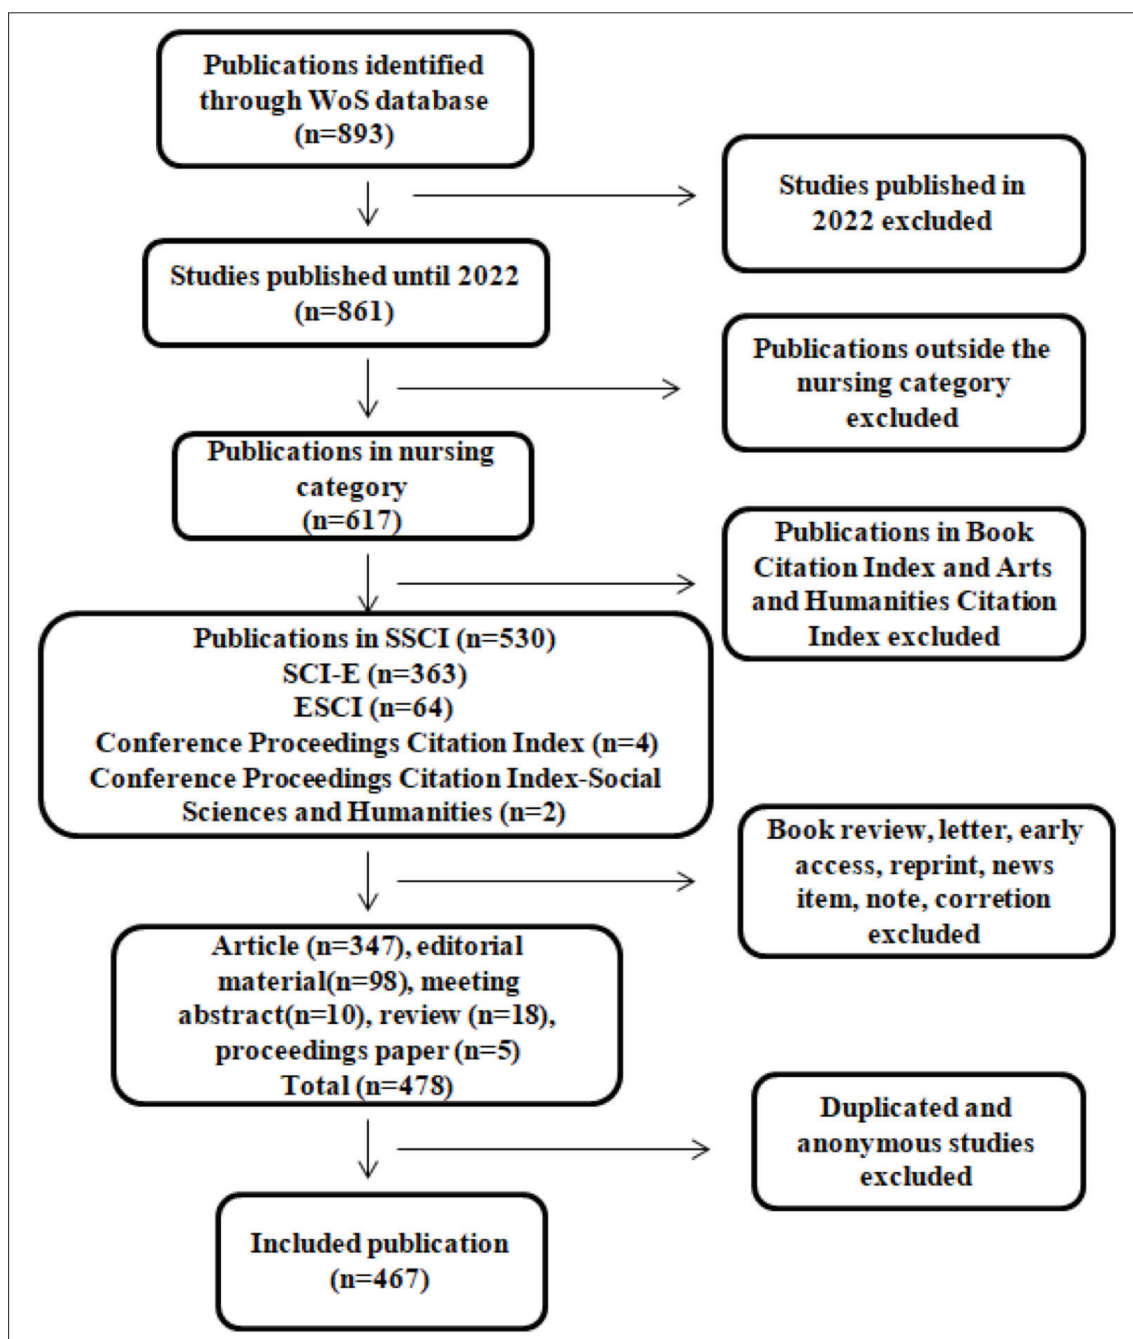 Publications identified
through WoS database
(n=893)
Studies published in
2022 excluded
Studies published until 2022
(n=861)
Publications outside the
nursing category
excluded
Publications in nursing
category
(n=617)
Publications in Book
Citation Index and Arts
and Humanities Citation
Index excluded
Publications in SSCI (n=530)
SCI-E (n=363)
ESCI (n=64)
Conference Proceedings Citation Index (n=4)
Conference Proceedings Citation Index-Social
Sciences and Humanities (n=2)
Book review, letter, early
access, reprint, news
item, note, corretion
excluded
Article (n=347), editorial
material(n=98), meeting
abstract(n=10), review (n=18),
proceedings paper (n=5)
Total (n=478)
Duplicated and
anonymous studies
excluded
Included publication
(n=467)